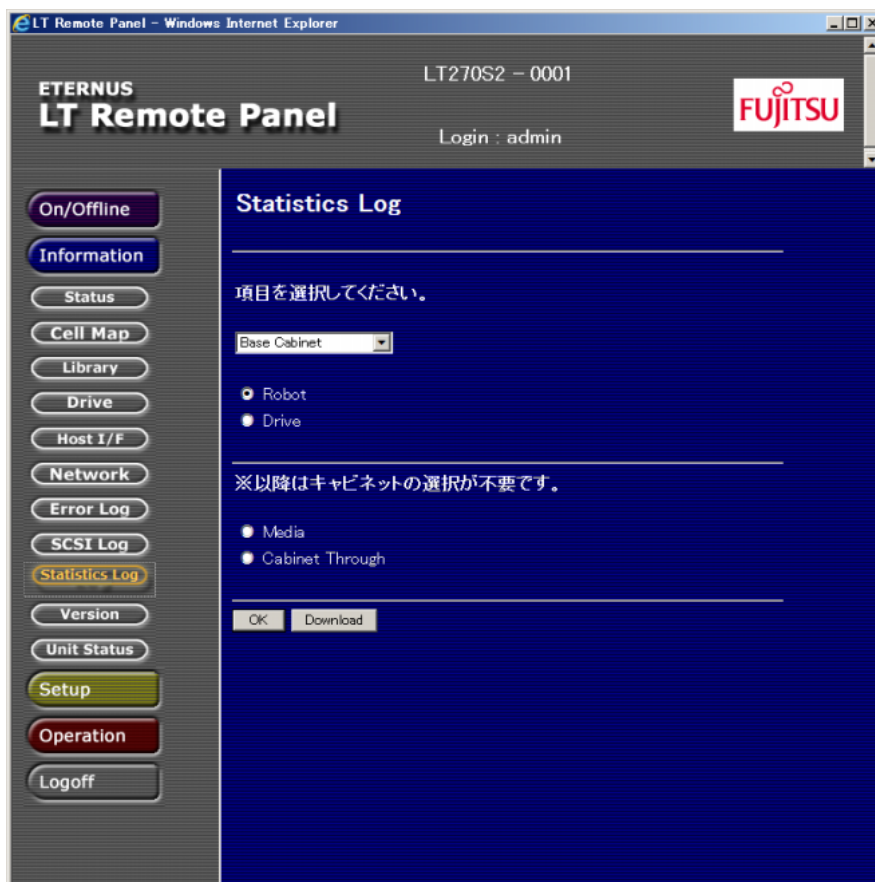 LT Remote Panel - Windows Internet Explorer
LT270S2 - 0001
ETERNUS
LT Remote Panel
FUJITSU
Login : admin
On/Offline
Information
Status
Cell Map
Library
Drive
Host I/F
Network
Error Log
SCSI Log
Statistics Log
Version
Unit Status
Setup
Operation
Logoff
Statistics Log
項目を選択してください。
Base Cabinet
Robot
Drive
※以降はキャビネットの選択が不要です。
Media
Cabinet Through
OK Download